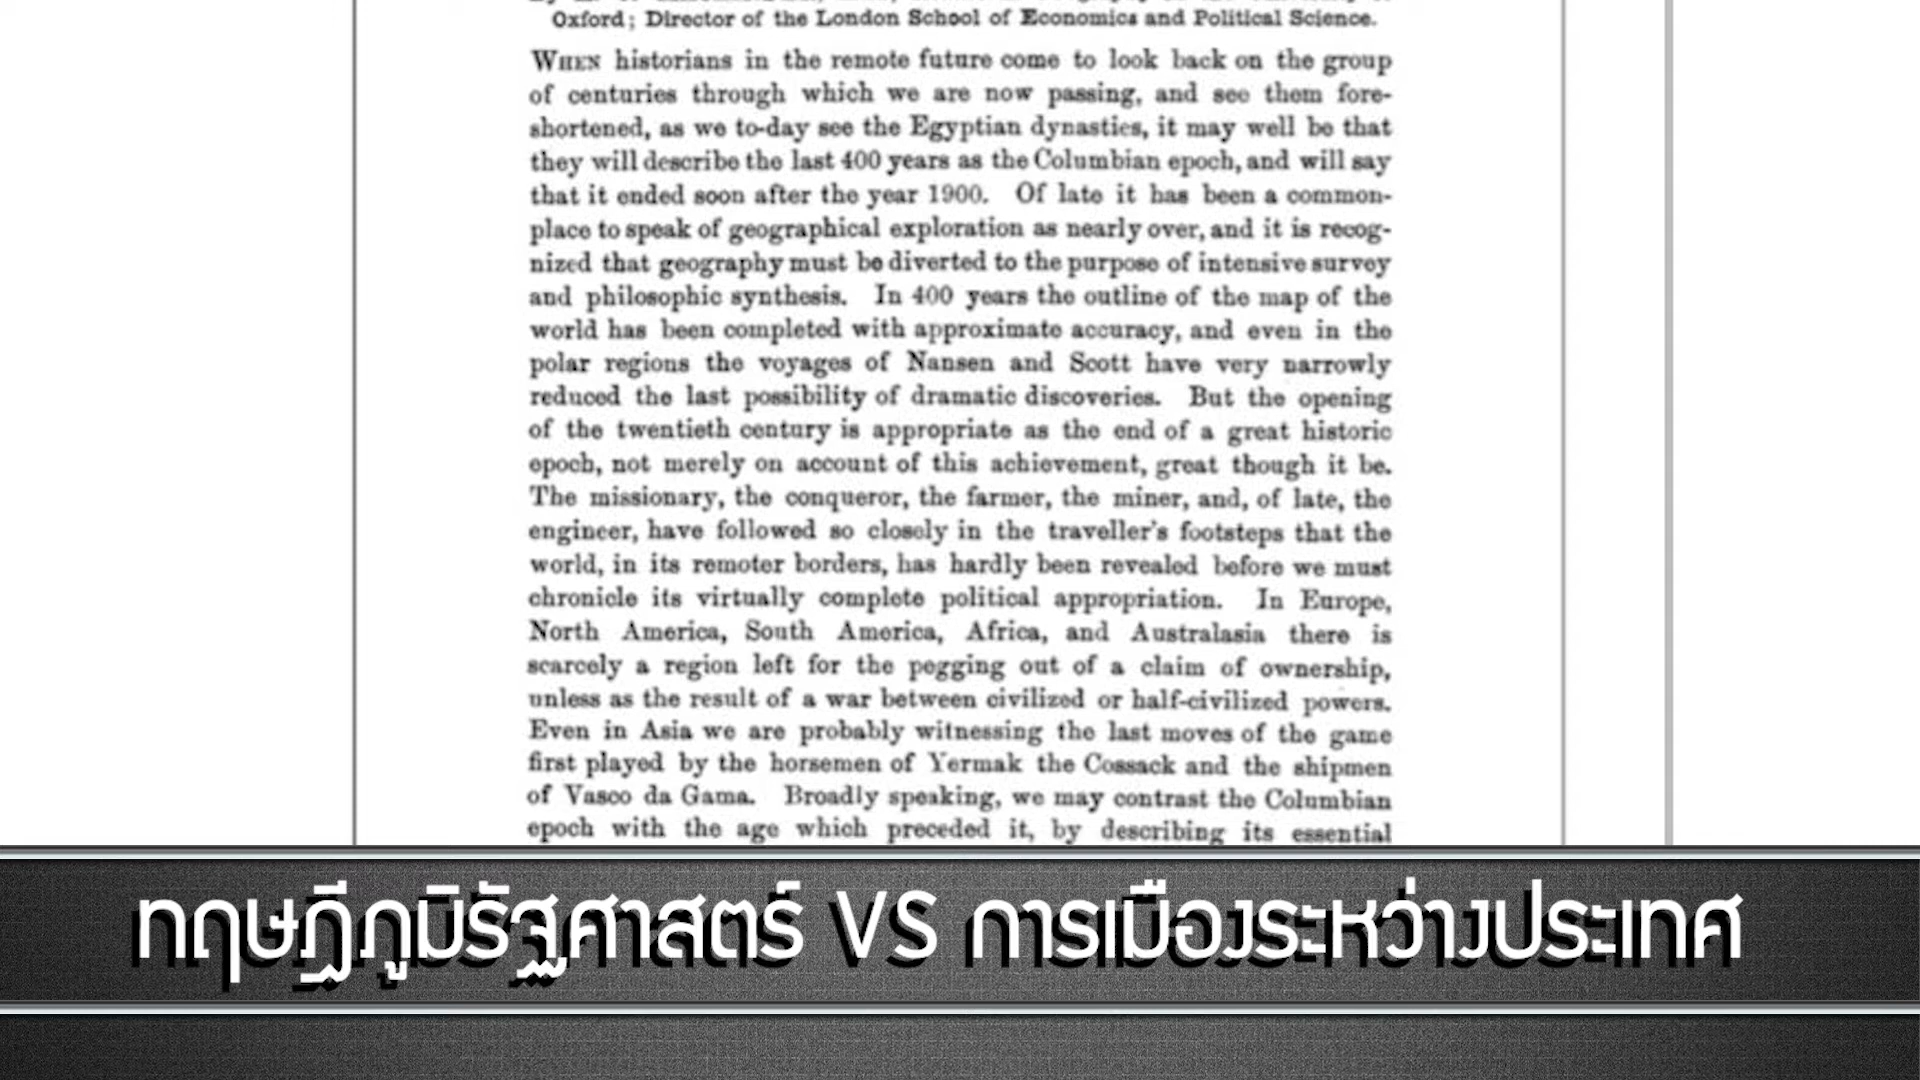 Oxford; Director of the London School of Economics and Political Science.
WHEN historians in the remote future come to look back on the group
of centuries through which we are now passing, and see them fore-
shortened, as we to-day see the Egyptian dynasties, it may well be that
they will describe the last 400 years as the Columbian epoch, and will say
that it ended soon after the year 1900. Of late it has been a common-
place to speak of geographical exploration as nearly over, and it is recog-
nized that geography must be diverted to the purpose of intensive survey
and philosophic synthesis. In 400 years the outline of the map of the
world has been completed with approximate accuracy, and even in the
polar regions the voyages of Nansen and Scott have very narrowly
reduced the last possibility of dramatic discoveries. But the opening
of the twentieth century is appropriate as the end of a great historic
epoch, not merely on account of this achievement, great though it be.
The missionary, the conqueror, the farmer, the miner, and, of late, the
engineer, have followed so closely in the traveller's footsteps that the
world, in its remoter borders, has hardly been revealed before we must
chronicle its virtually complete political appropriation. In Europe,
North America, South America, Africa, and Australasia there is
scarcely a region left for the pegging out of a claim of ownership,
unless as the result of a war between civilized or half-civilized powers.
Even in Asia we are probably witnessing the last moves of the game
first played by the horsemen of Yermak the Cossack and the shipmen
of Vasco da Gama. Broadly speaking, we may contrast the Columbian
epoch with the age which preceded it, by describing its essential
ทฤษฎีภูมิรัฐศาสตร์ VS การเมืองระหว่างประเทศ